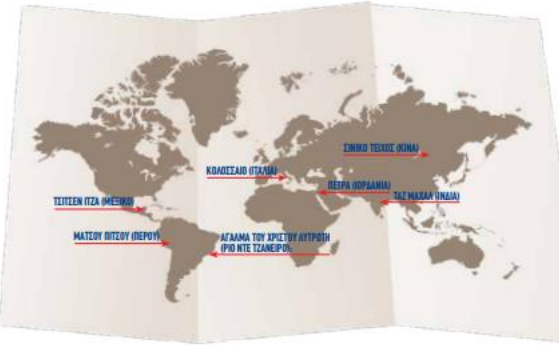 ΣΙΝΙΚΟ ΤΕΙΧΟΣ (ΚΙΝΑ)
ΚΟΛΟΣΣΑΙΟ (ΙΤΑΛΙΑ)
ΠΕΤΡΑ (ΙΟΡΔΑΝΙΑ)
ΤΑΖ ΜΑΧΑΛ (ΙΝΔΙΑ)
ΤΣΙΤΣΕΝ ΙΤΖΑ (ΜΕΞΙΚΟ)
ΜΑΤΣΟΥ ΠΙΤΣΟΥ (ΠΕΡΟΥ)
ΑΓΑΛΜΑ ΤΟΥ ΧΡΙΣΤΟΥ ΛΥΤΡΩΤΗ
(ΡΙΟ ΝΤΕ ΤΖΑΝΕΙΡΟ)